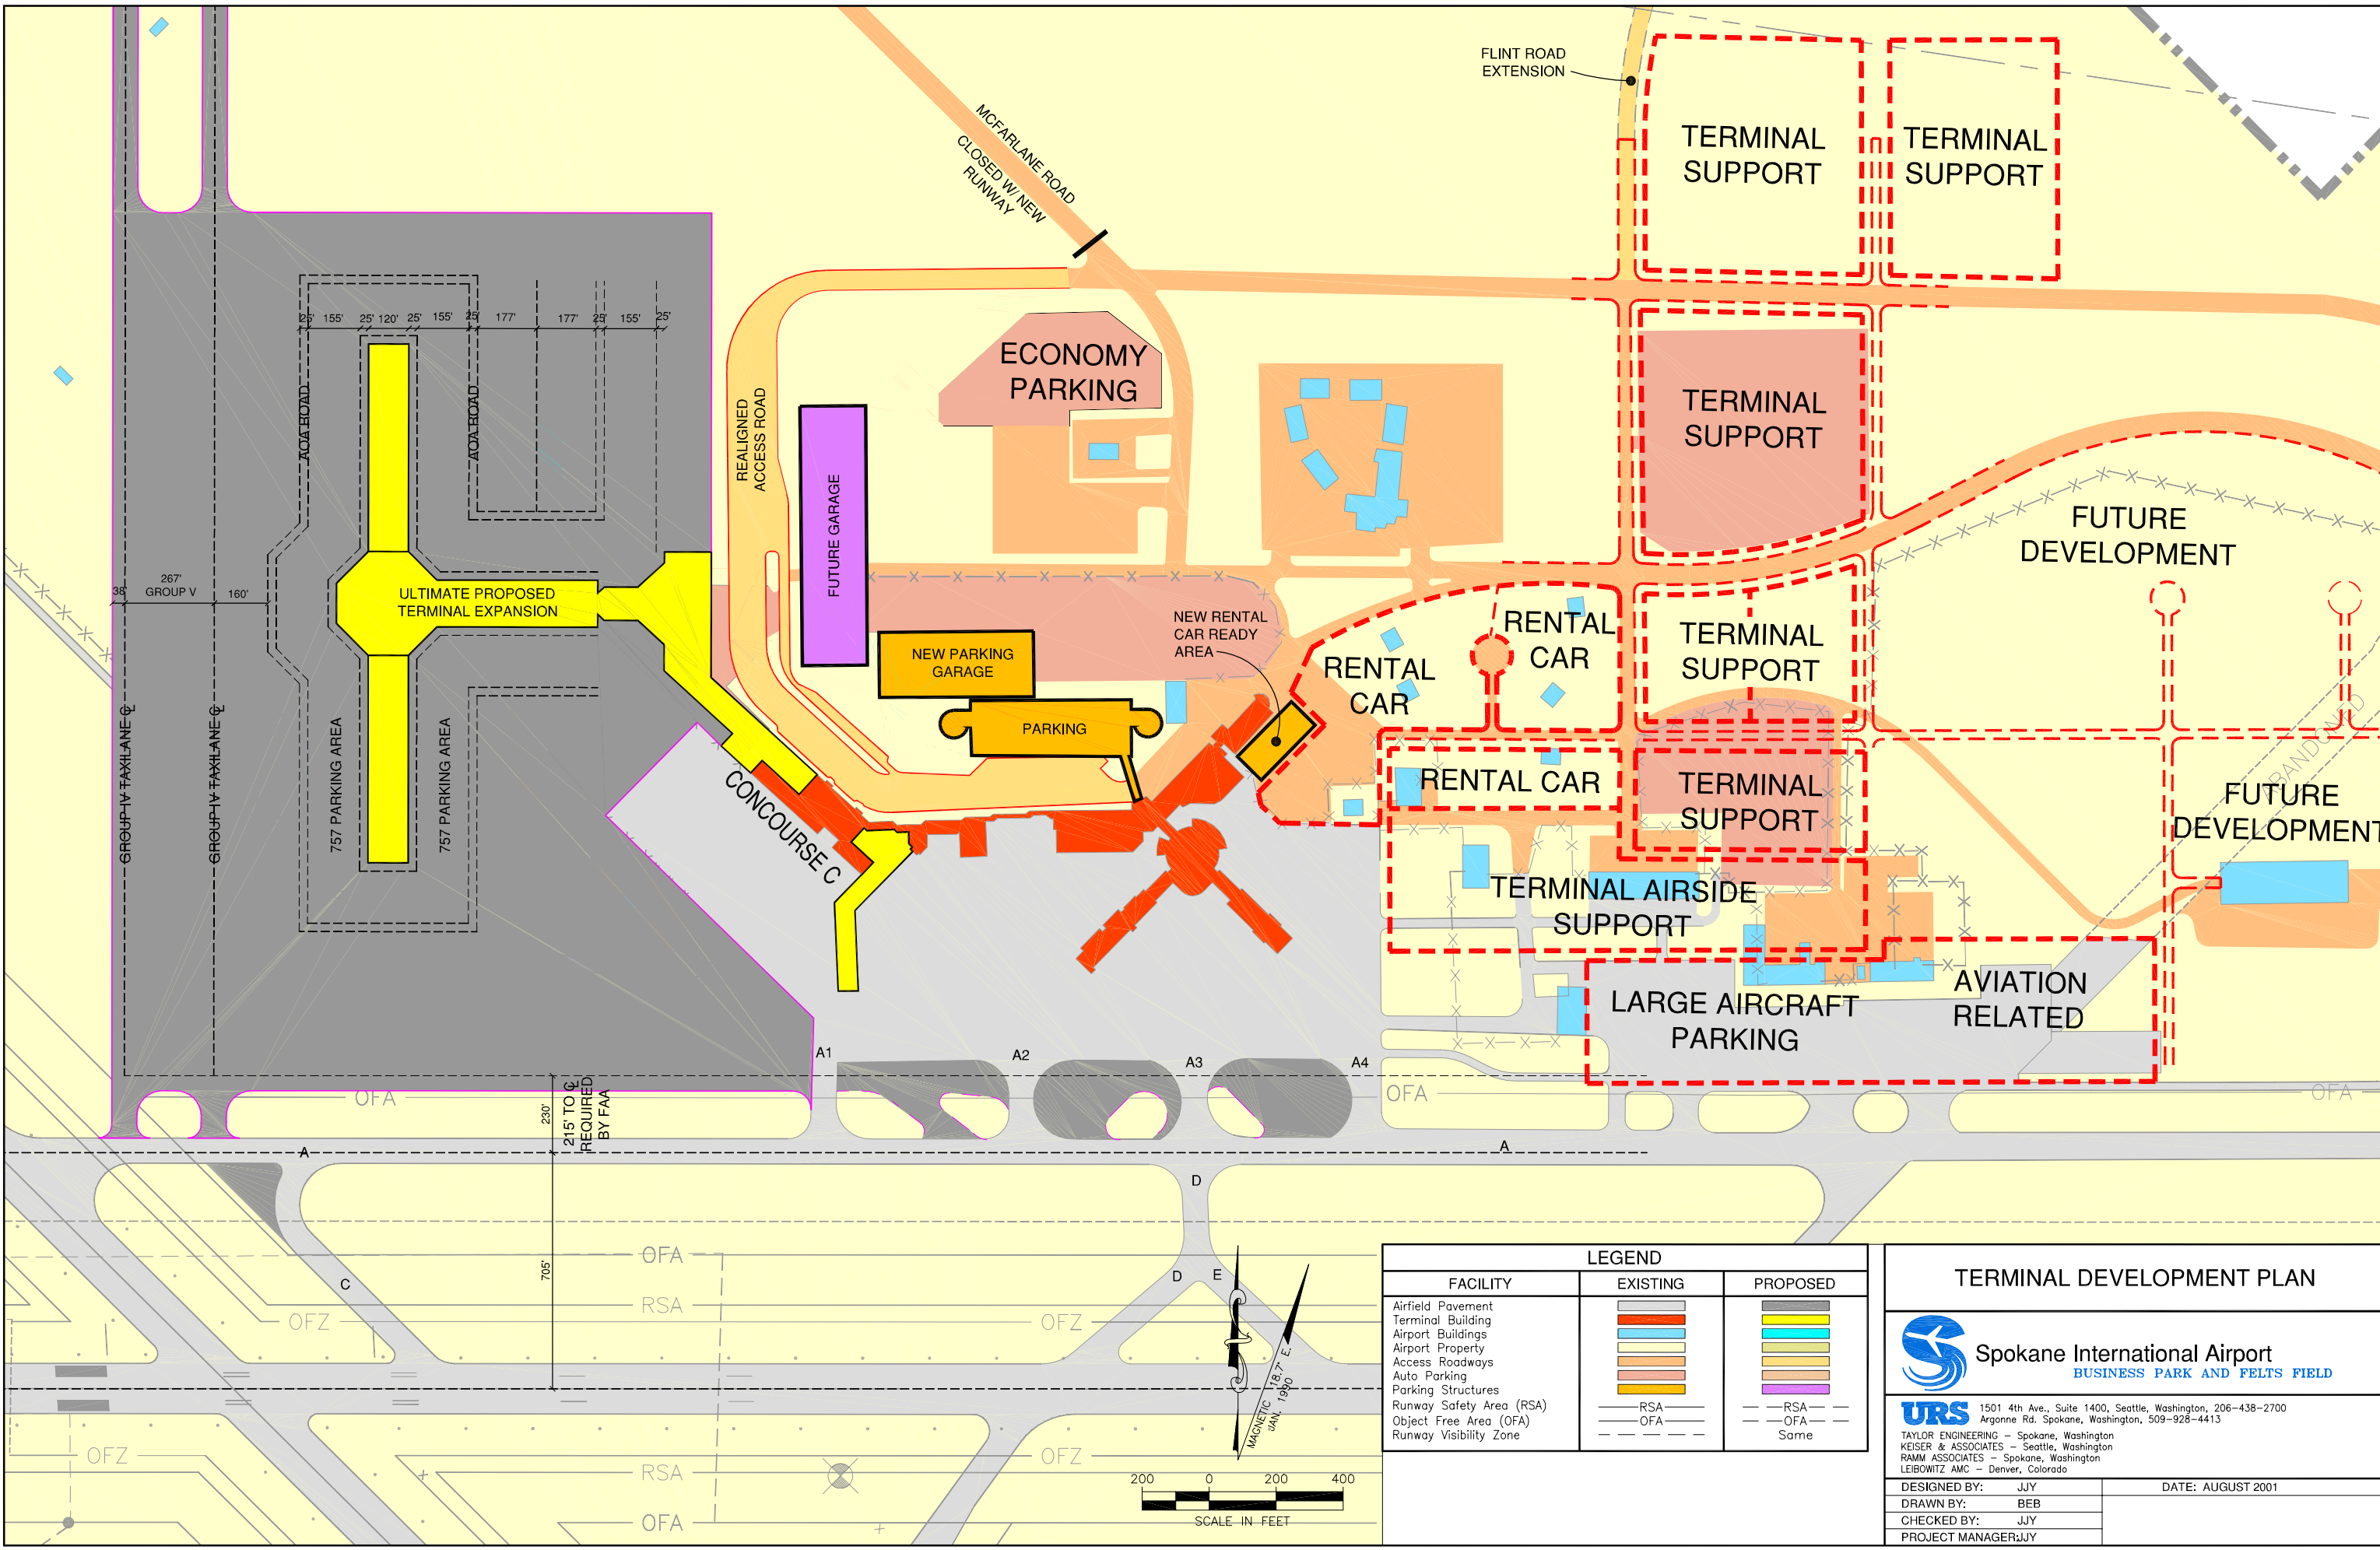 FLINT ROAD
EXTENSION
MCFARLANE ROAD
CLOSED W/ NEW
RUNWAY
TERMINAL
SUPPORT
TERMINAL
SUPPORT
25'
155'
25'
120'
25'
155'
25'
177'
177'
25'
155'
25'
AOA ROAD
AOA ROAD
REALIGNED
ACCESS ROAD
ECONOMY
PARKING
FUTURE GARAGE
TERMINAL
SUPPORT
FUTURE
DEVELOPMENT
38'
267'
GROUP V
160'
ULTIMATE PROPOSED
TERMINAL EXPANSION
NEW PARKING
GARAGE
PARKING
NEW RENTAL
CAR READY
AREA
RENTAL
CAR
RENTAL
CAR
TERMINAL
SUPPORT
GROUP IV TAXILANE ℄
GROUP IV TAXILANE ℄
757 PARKING AREA
757 PARKING AREA
CONCOURSE C
RENTAL CAR
TERMINAL
SUPPORT
ABANDONED
FUTURE
DEVELOPMENT
TERMINAL AIRSIDE
SUPPORT
LARGE AIRCRAFT
PARKING
AVIATION
RELATED
A1
A2
A3
A4
OFA
OFA
OFA
230'
215' TO ℄
REQUIRED
BY FAA
A
A
D
C
D
E
705'
OFA
RSA
OFZ
OFZ
OFZ
RSA
OFZ
OFA
MAGNETIC 18.7° E.
JAN. 1990
200 0 200 400
SCALE IN FEET
LEGEND
FACILITY EXISTING PROPOSED
Airfield Pavement
Terminal Building
Airport Buildings
Airport Property
Access Roadways
Auto Parking
Parking Structures
Runway Safety Area (RSA) RSA RSA
Object Free Area (OFA) OFA OFA
Runway Visibility Zone Same
TERMINAL DEVELOPMENT PLAN
Spokane International Airport
BUSINESS PARK AND FELTS FIELD
URS
1501 4th Ave., Suite 1400, Seattle, Washington, 206-438-2700
Argonne Rd. Spokane, Washington, 509-928-4413
TAYLOR ENGINEERING - Spokane, Washington
KEISER & ASSOCIATES - Seattle, Washington
RAMM ASSOCIATES - Spokane, Washington
LEIBOWITZ AMC - Denver, Colorado
DESIGNED BY: JJY
DATE: AUGUST 2001
DRAWN BY: BEB
CHECKED BY: JJY
PROJECT MANAGER:JJY